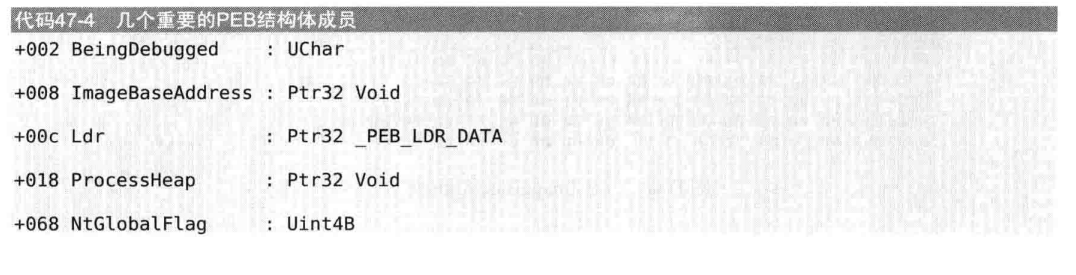 代码47-4 几个重要的PEB结构体成员
+002 BeingDebugged : UChar
+008 ImageBaseAddress : Ptr32 Void
+00c Ldr : Ptr32 _PEB_LDR_DATA
+018 ProcessHeap : Ptr32 Void
+068 NtGlobalFlag : Uint4B